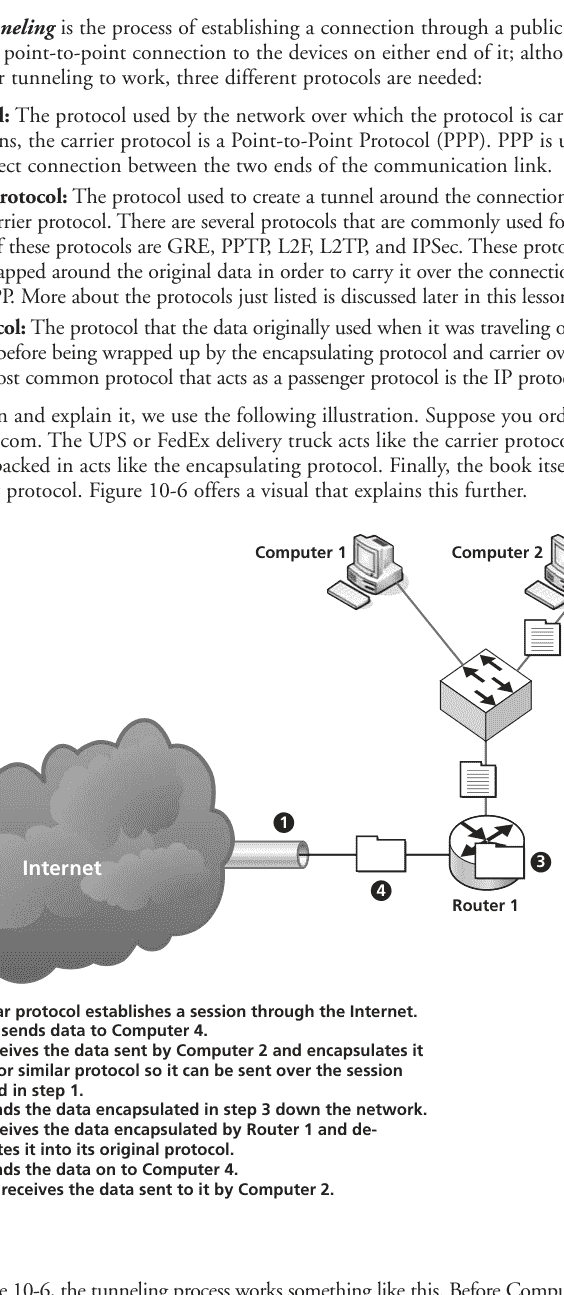 neling is the process of establishing a connection through a public
point-to-point connection to the devices on either end of it; altho
r tunneling to work, three different protocols are needed:
l: The protocol used by the network over which the protocol is car
ns, the carrier protocol is a Point-to-Point Protocol (PPP). PPP is u
ect connection between the two ends of the communication link.
rotocol: The protocol used to create a tunnel around the connection
rrier protocol. There are several protocols that are commonly used fo
f these protocols are GRE, PPTP, L2F, L2TP, and IPSec. These proto
apped around the original data in order to carry it over the connectio
PP. More about the protocols just listed is discussed later in this lesson
col: The protocol that the data originally used when it was traveling o
before being wrapped up by the encapsulating protocol and carrier ov
ost common protocol that acts as a passenger protocol is the IP proto
n and explain it, we use the following illustration. Suppose you ord
com. The UPS or FedEx delivery truck acts like the carrier protoco
packed in acts like the encapsulating protocol. Finally, the book itse
r protocol. Figure 10-6 offers a visual that explains this further.
Computer 1
Computer 2
1
Internet
3
4
Router 1
ar protocol establishes a session through the Internet.
sends data to Computer 4.
eives the data sent by Computer 2 and encapsulates it
or similar protocol so it can be sent over the session
d in step 1.
nds the data encapsulated in step 3 down the network.
eives the data encapsulated by Router 1 and de-
tes it into its original protocol.
nds the data on to Computer 4.
receives the data sent to it by Computer 2.
e 10-6, the tunneling process works something like this. Before Compu